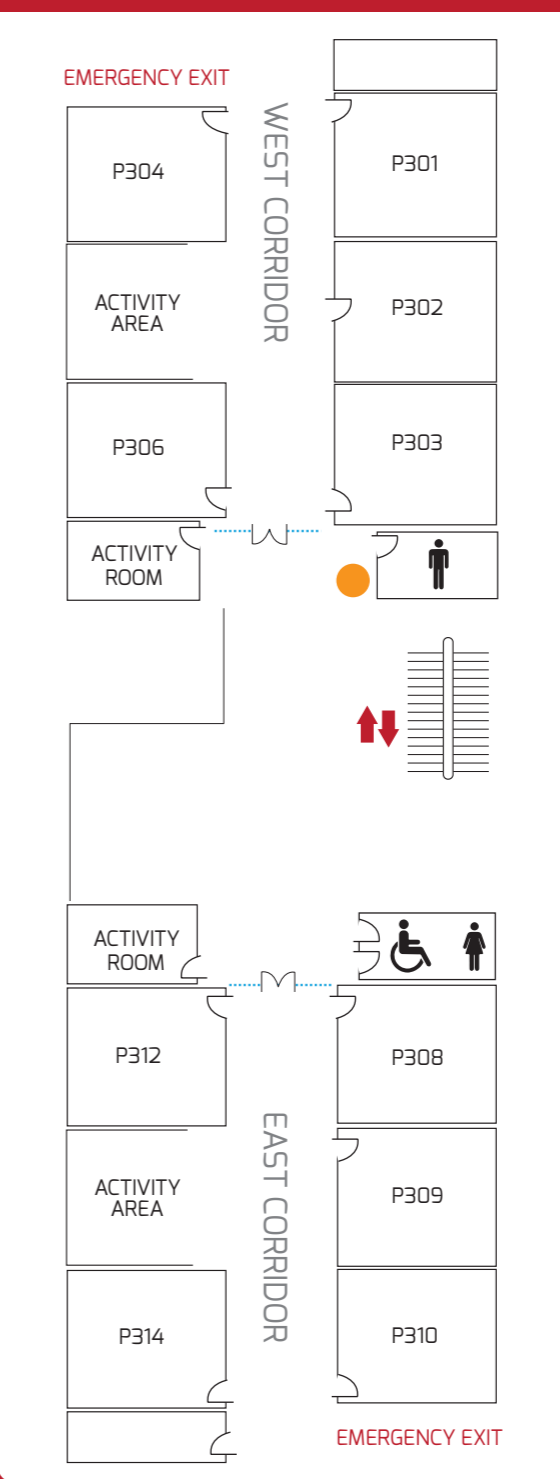 EMERGENCY EXIT
WEST CORRIDOR
P304
P301
ACTIVITY
AREA
P302
P306
P303
ACTIVITY
ROOM
ACTIVITY
ROOM
P312
P308
EAST CORRIDOR
ACTIVITY
AREA
P309
P314
P310
EMERGENCY EXIT